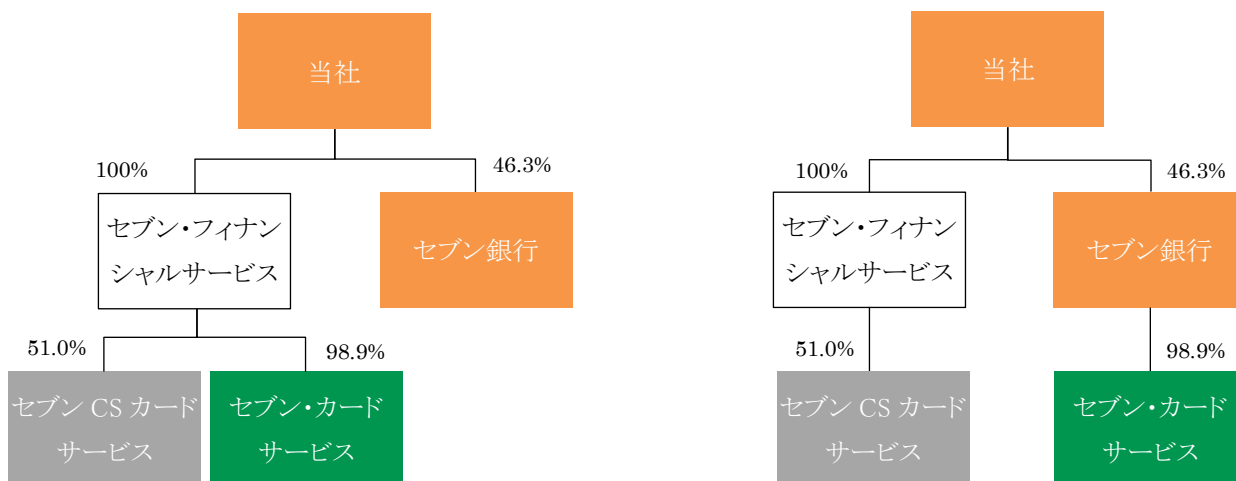 当社
100%
46.3%
セブン・フィナン
シャルサービス
セブン銀行
51.0%
98.9%
セブン CS カード
サービス
セブン・カード
サービス
当社
100%
46.3%
セブン・フィナン
シャルサービス
セブン銀行
51.0%
98.9%
セブン CS カード
サービス
セブン・カード
サービス